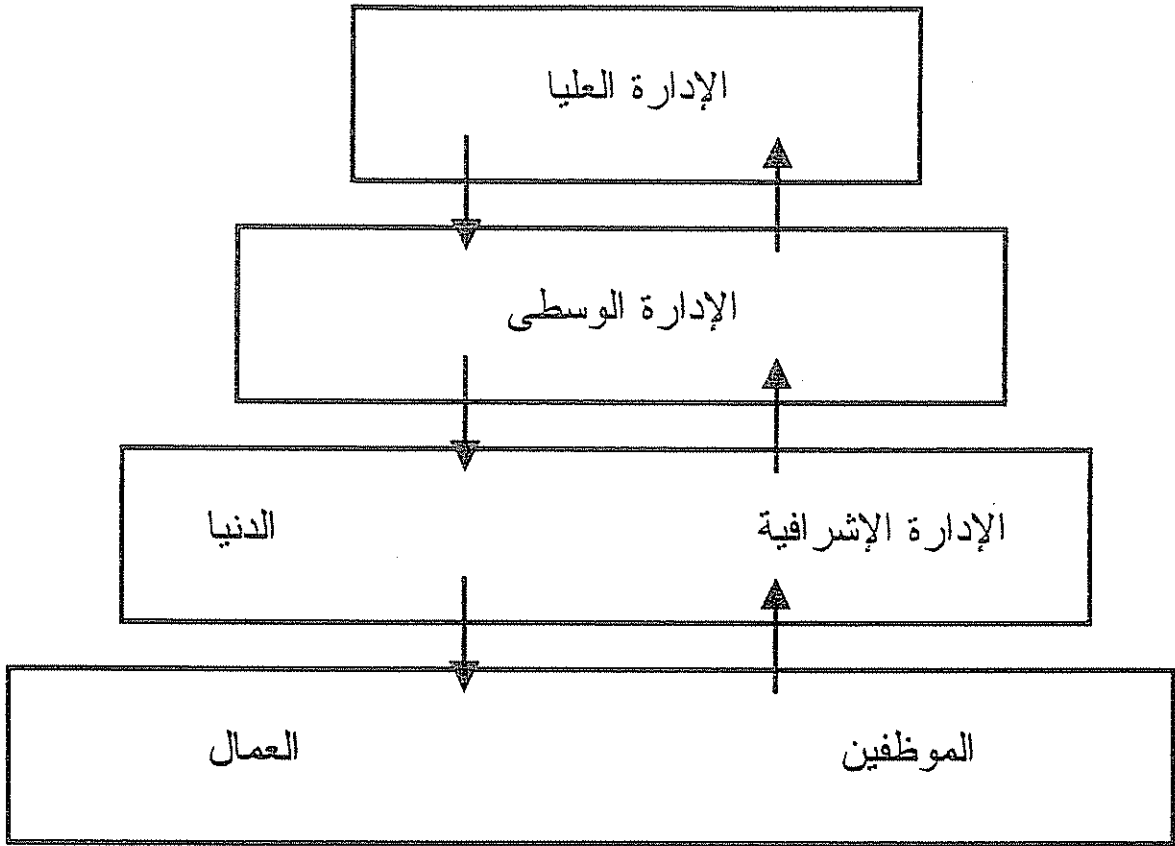 الإدارة العليا
الإدارة الوسطى
الإدارة الإشرافية الدنيا
الموظفين العمال